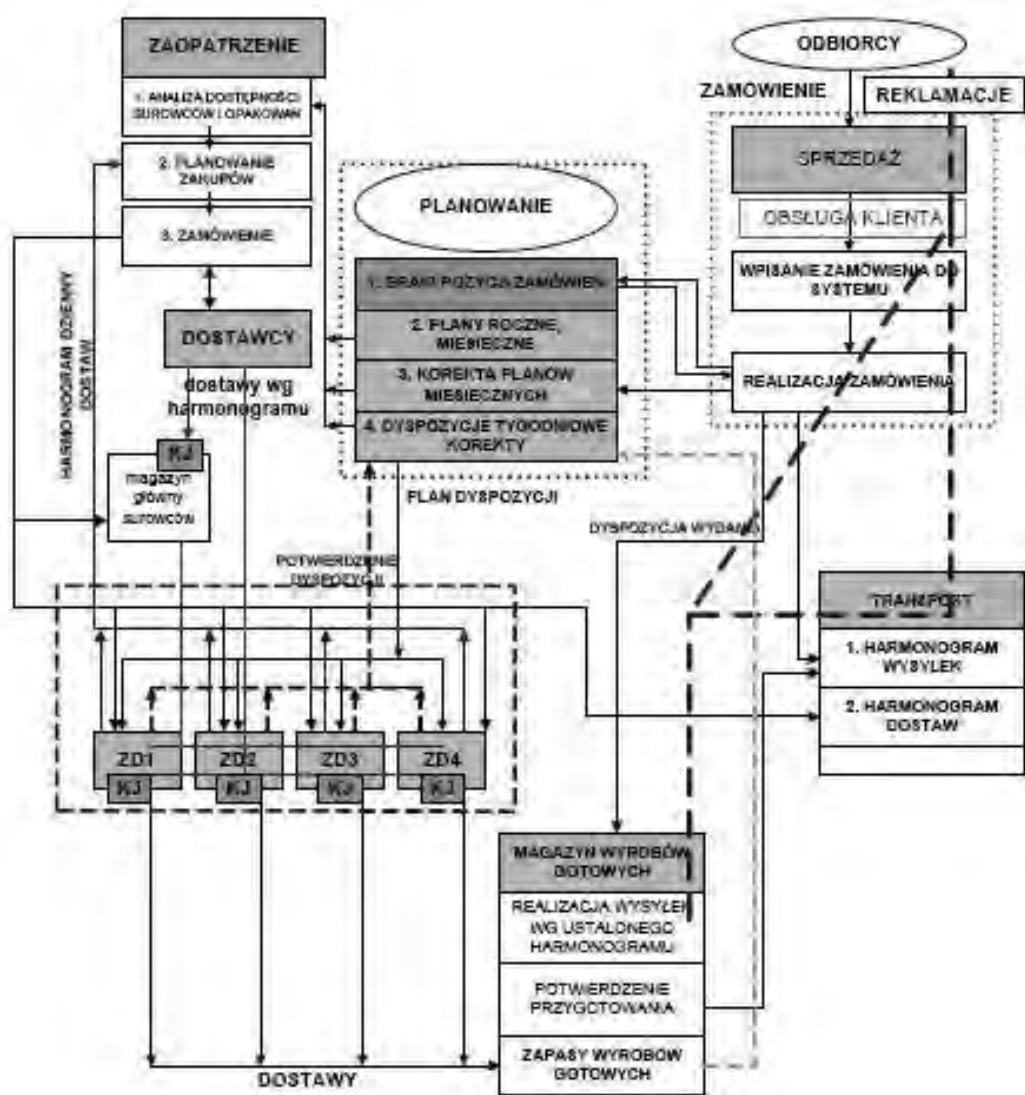 ZAOPATRZENIE
1. ANALIZA DOSTĘPNOŚCI
SUROWCÓW I OPAKOWAŃ
2. PLANOWANIE
ZAKUPÓW
3. ZAMÓWIENIE
DOSTAWCY
dostawy wg
harmonogramu
KJ
magazyn
główny
surowców
HARMONOGRAM DZIENNY
DOSTAW
PLANOWANIE
1. BRAKI POZYCJA ZAMÓWIEŃ
2. PLANY ROCZNE,
MIESIĘCZNE
3. KOREKTA PLANÓW
MIESIĘCZNYCH
4. DYSPOZYCJE TYGODNIOWE
KOREKTY
PLAN DYSPOZYCJI
POTWIERDZENIE
DYSPOZYCJI
ODBIORCY
ZAMÓWIENIE
REKLAMACJE
SPRZEDAŻ
OBSŁUGA KLIENTA
WPISANIE ZAMÓWIENIA DO
SYSTEMU
REALIZACJA ZAMÓWIENIA
DYSPOZYCJA WYDANIA
TRANSPORT
1. HARMONOGRAM
WYSYŁEK
2. HARMONOGRAM
DOSTAW
ZD1
ZD2
ZD3
ZD4
KJ
KJ
KJ
KJ
MAGAZYN WYROBÓW
GOTOWYCH
REALIZACJA WYSYŁEK
WG USTALONEGO
HARMONOGRAMU
POTWIERDZENIE
PRZYGOTOWANIA
ZAPASY WYROBÓW
GOTOWYCH
DOSTAWY